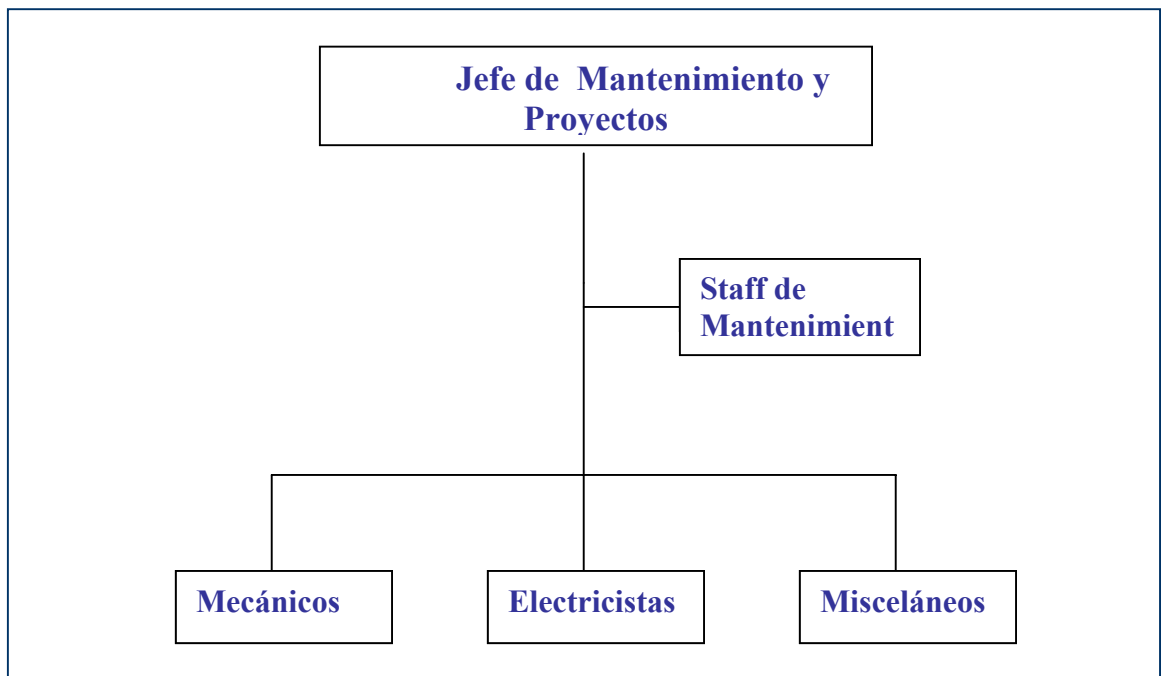 Jefe de Mantenimiento y
Proyectos
Staff de
Mantenimient
Mecánicos
Electricistas
Misceláneos